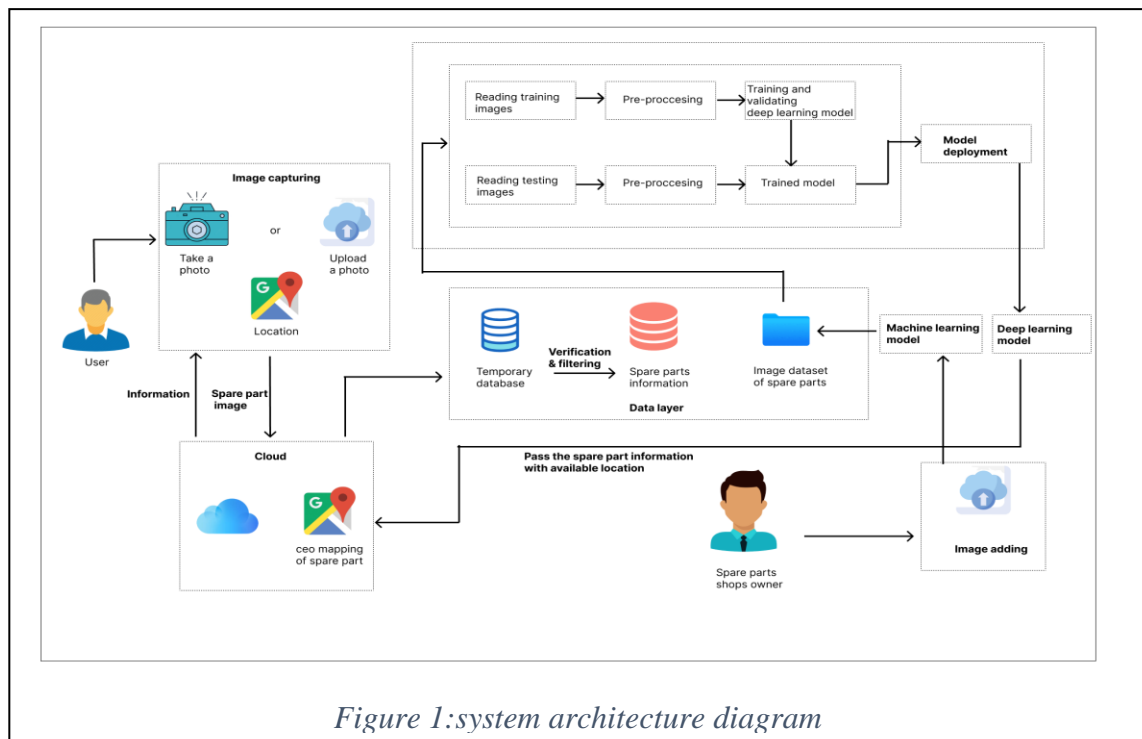 Reading training
images
Pre-proccesing
Training and
validating
deep learning model
Model
deployment
Reading testing
images
Pre-proccesing
Trained model
Image capturing
or
Take a
photo
Upload
a photo
G
Location
User
Information
Spare part
image
Temporary
database
Verification
& filtering
Spare parts
information
Image dataset
of spare parts
Data layer
Machine learning
model
Deep learning
model
Cloud
G
ceo mapping
of spare part
Pass the spare part information
with available location
Spare parts
shops owner
Image adding
Figure 1:system architecture diagram